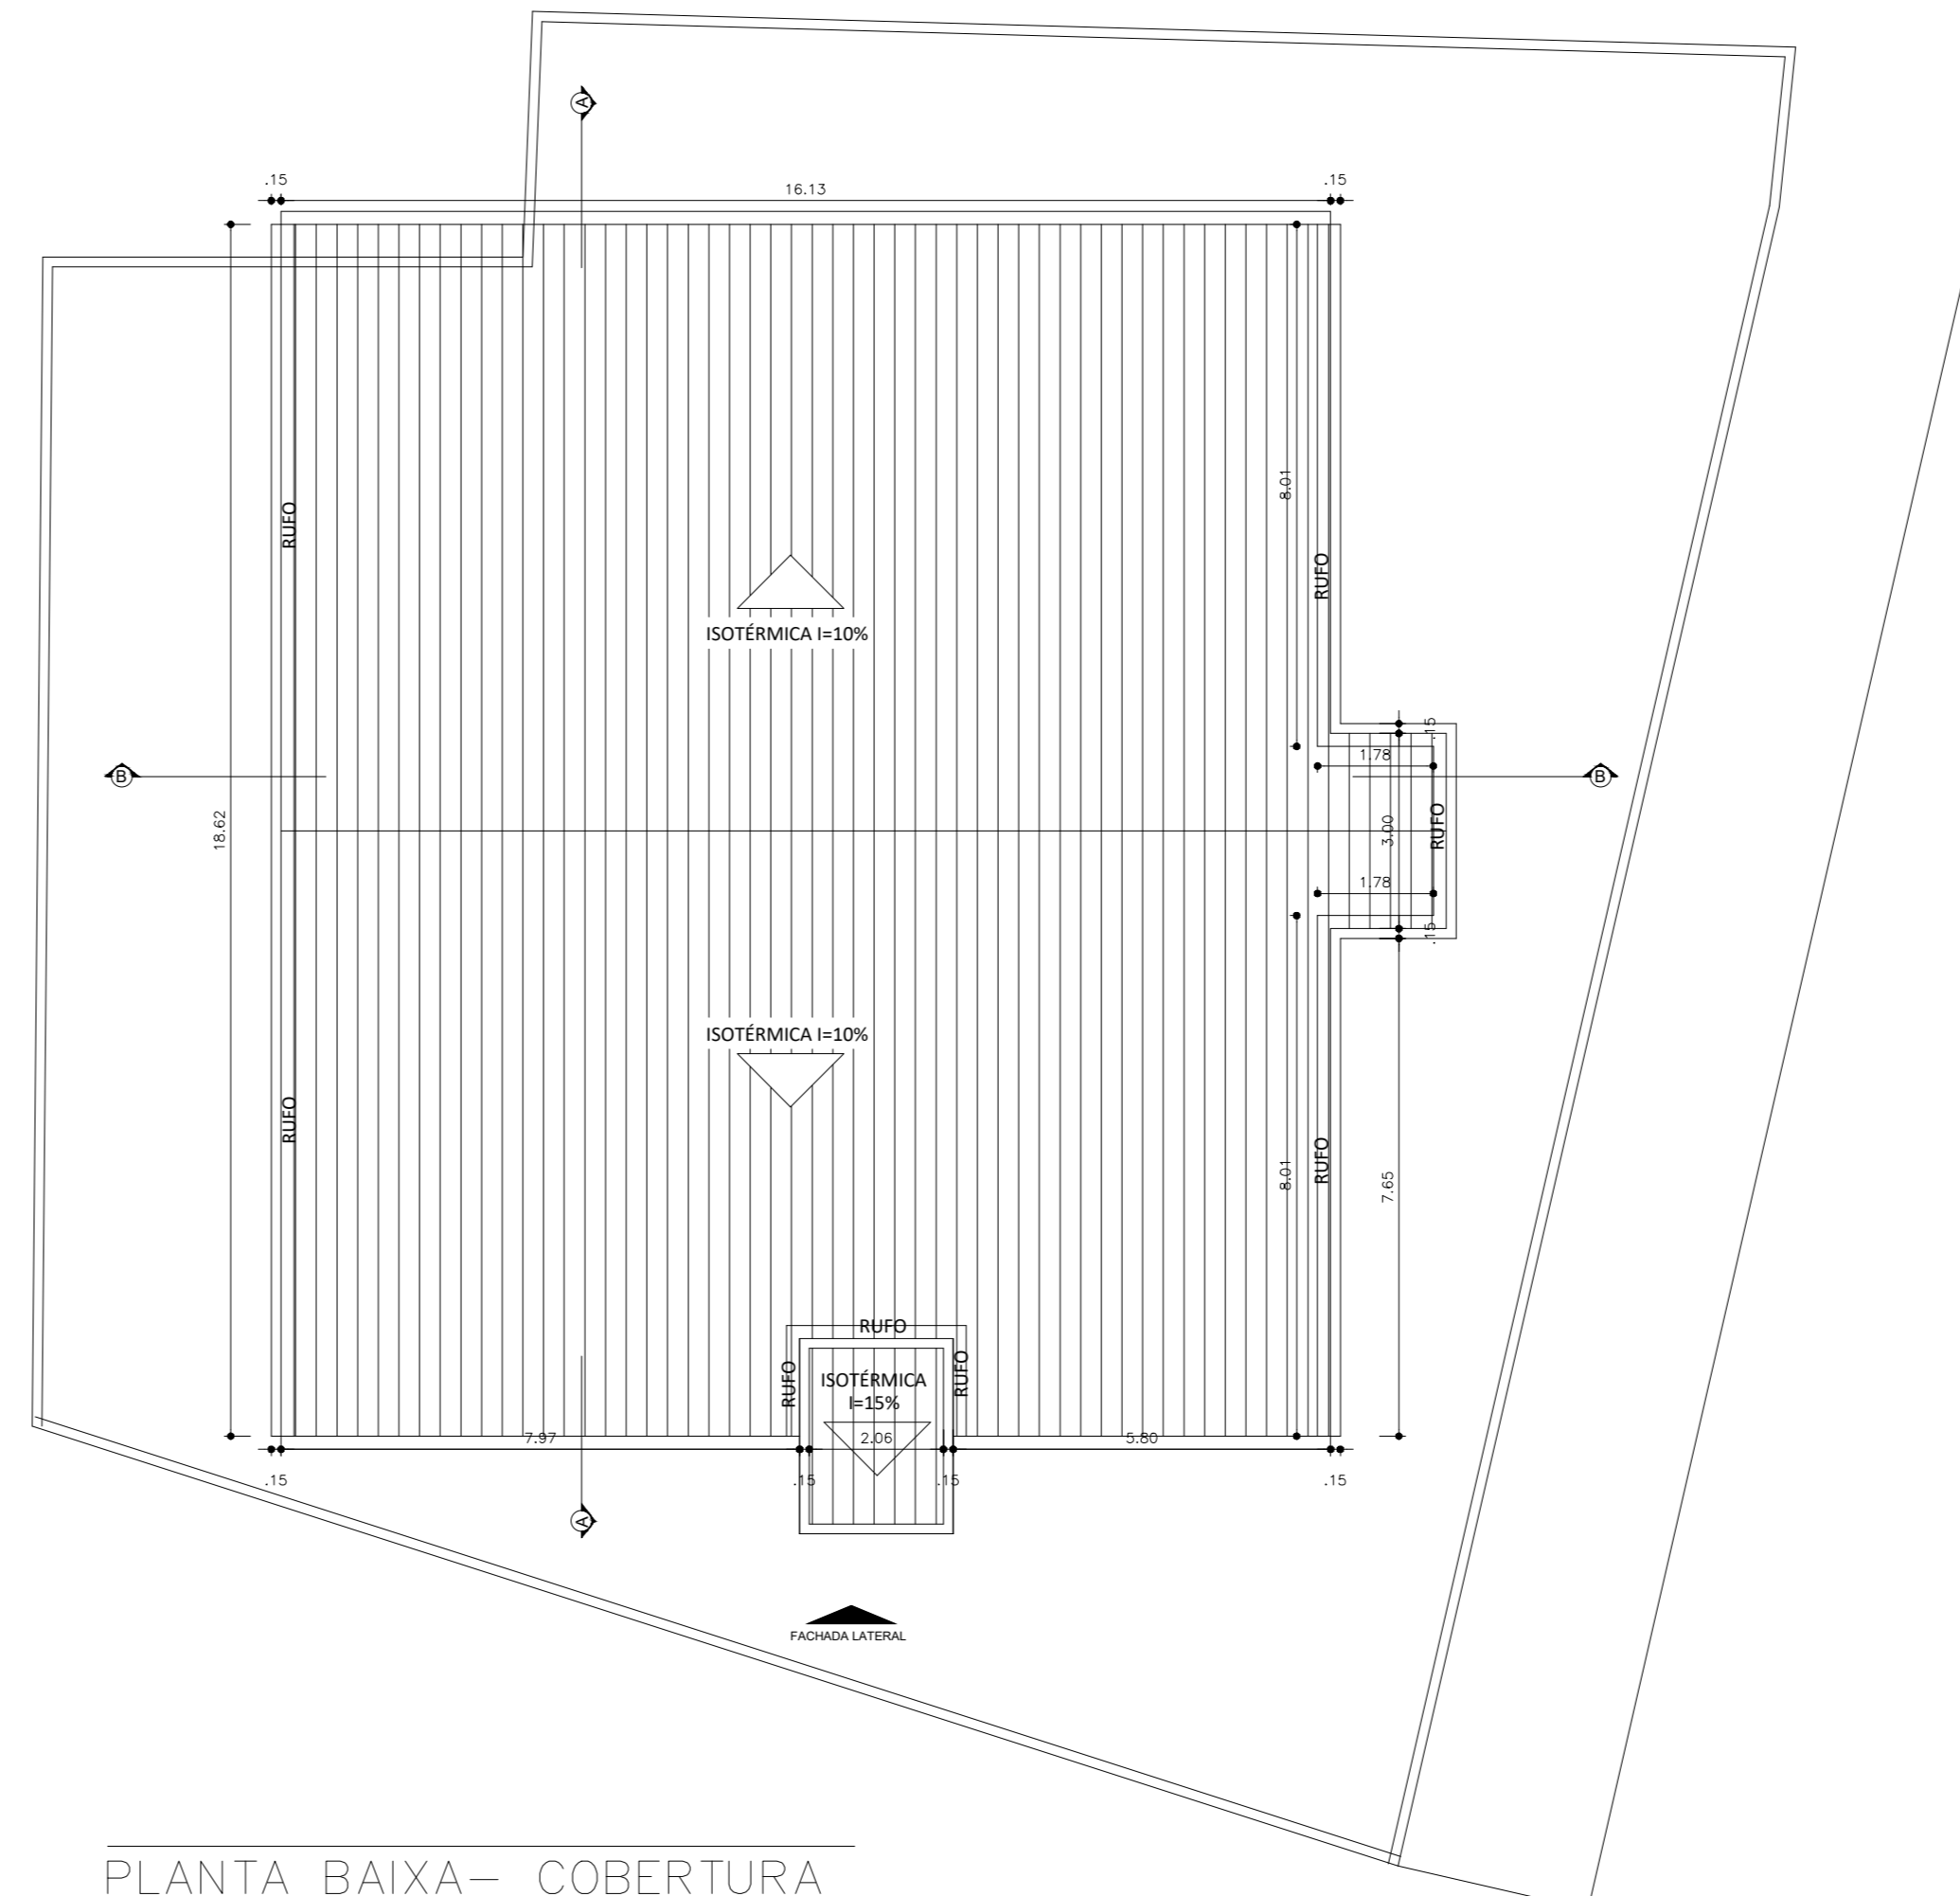 A
.15
16.13
.15
8.01
RUFO
RUFO
ISOTÉRMICA I=10%
.15
1.78
B
B
18.62
3.00
RUFO
1.78
.15
ISOTÉRMICA I=10%
RUFO
RUFO
8.01
7.65
RUFO
RUFO
RUFO
ISOTÉRMICA
I=15%
7.97
2.06
5.80
.15
.15
.15
.15
A
FACHADA LATERAL
PLANTA BAIXA- COBERTURA